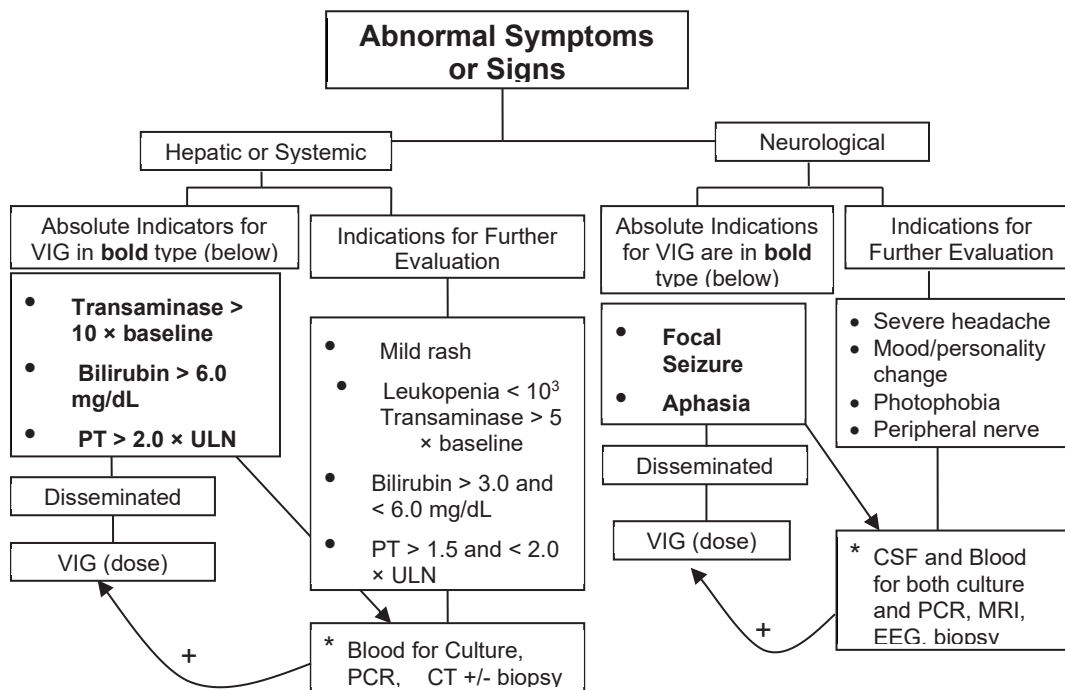 Abnormal Symptoms
or Signs
Hepatic or Systemic
Neurological
Absolute Indicators for
VIG in bold type (below)
Indications for Further
Evaluation
Absolute Indications
for VIG are in bold
type (below)
Indications for
Further Evaluation
• Transaminase >
10 × baseline
• Bilirubin > 6.0
mg/dL
• PT > 2.0 × ULN
• Mild rash
• Leukopenia < 10³
Transaminase > 5
× baseline
• Bilirubin > 3.0 and
< 6.0 mg/dL
• PT > 1.5 and < 2.0
× ULN
• Focal
Seizure
• Aphasia
• Severe headache
• Mood/personality
change
• Photophobia
• Peripheral nerve
Disseminated
VIG (dose)
Disseminated
VIG (dose)
* Blood for Culture,
PCR, CT +/- biopsy
+
* CSF and Blood
for both culture
and PCR, MRI,
EEG, biopsy
+